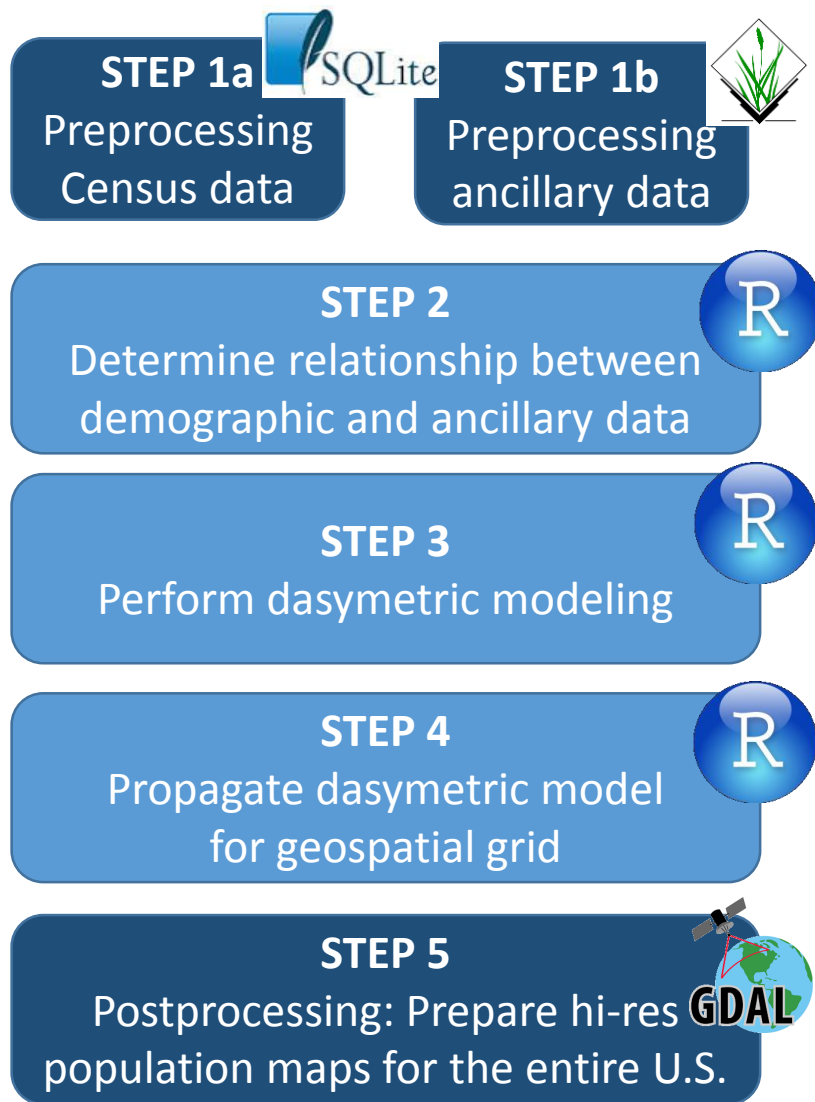 STEP 1a
SQLite
Preprocessing
Census data
STEP 1b
Preprocessing
ancillary data
STEP 2
R
Determine relationship between
demographic and ancillary data
STEP 3
R
Perform dasymetric modeling
STEP 4
R
Propagate dasymetric model
for geospatial grid
STEP 5
GDAL
Postprocessing: Prepare hi-res
population maps for the entire U.S.